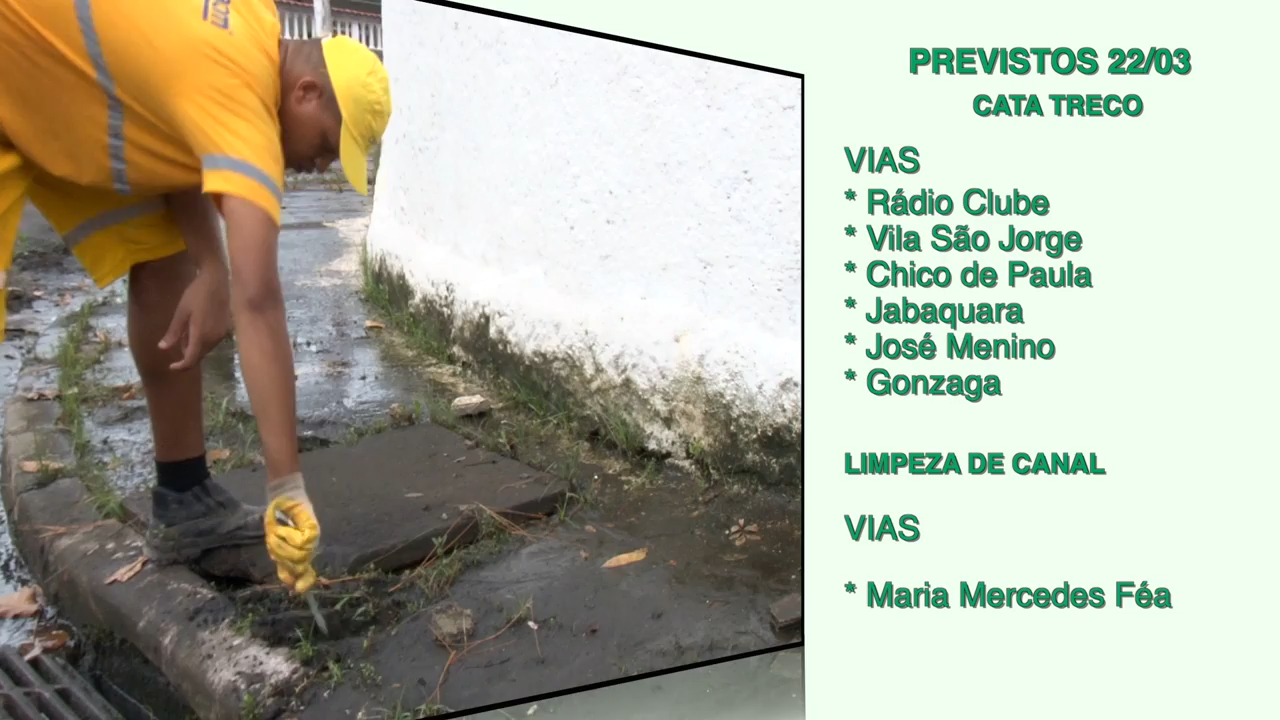 PREVISTOS 22/03
CATA TRECO
VIAS
* Rádio Clube
* Vila São Jorge
* Chico de Paula
* Jabaquara
* José Menino
* Gonzaga
LIMPEZA DE CANAL
VIAS
* Maria Mercedes Féa